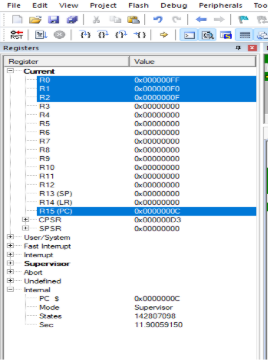 File Edit View Project Flash Debug Peripherals Too
RST
Registers
Register Value
Current
R0 0x000000FF
R1 0x000000F0
R2 0x0000000F
R3 0x00000000
R4 0x00000000
R5 0x00000000
R6 0x00000000
R7 0x00000000
R8 0x00000000
R9 0x00000000
R10 0x00000000
R11 0x00000000
R12 0x00000000
R13 (SP) 0x00000000
R14 (LR) 0x00000000
R15 (PC) 0x0000000C
CPSR 0x000000D3
SPSR 0x00000000
User/System
Fast Interrupt
Interrupt
Supervisor
Abort
Undefined
Internal
PC $ 0x0000000C
Mode Supervisor
States 142807098
Sec 11.90059150